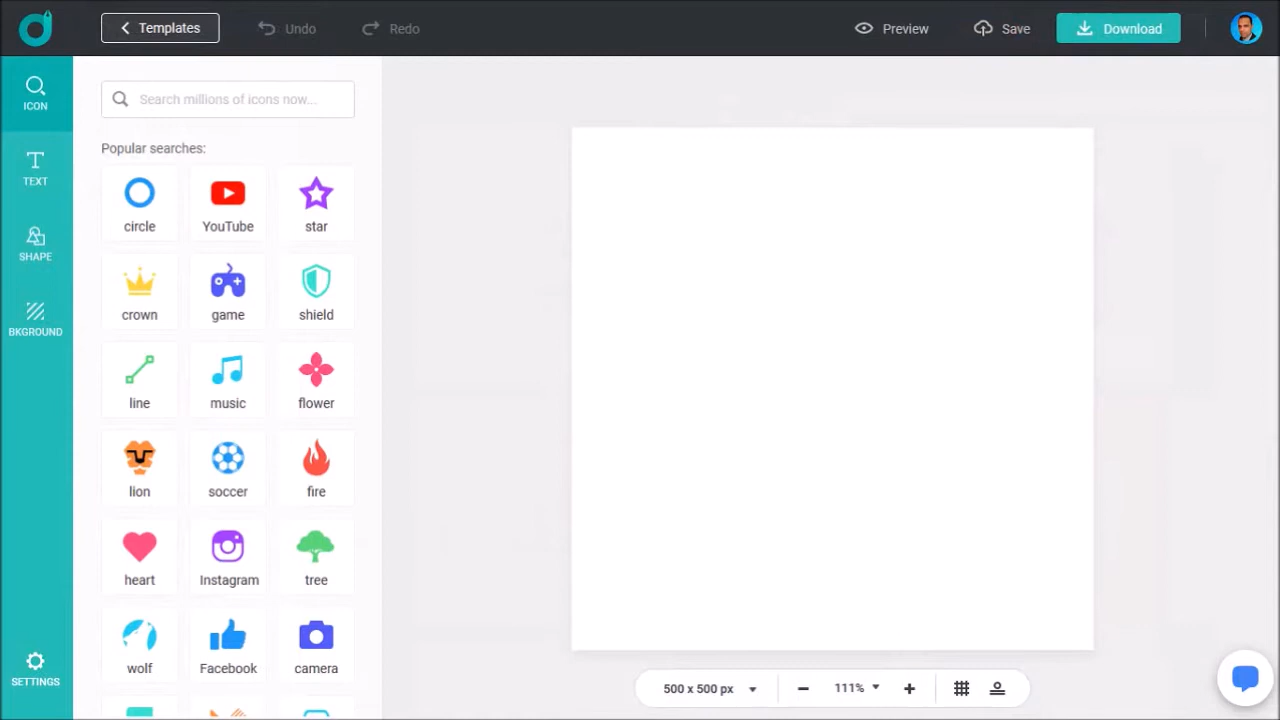 Templates
Undo
Redo
Preview
Save
Download
ICON
TEXT
SHAPE
BKGROUND
SETTINGS
Search millions of icons now...
Popular searches:
circle
YouTube
star
crown
game
shield
line
music
flower
lion
soccer
fire
heart
Instagram
tree
wolf
Facebook
camera
500 x 500 px
111%